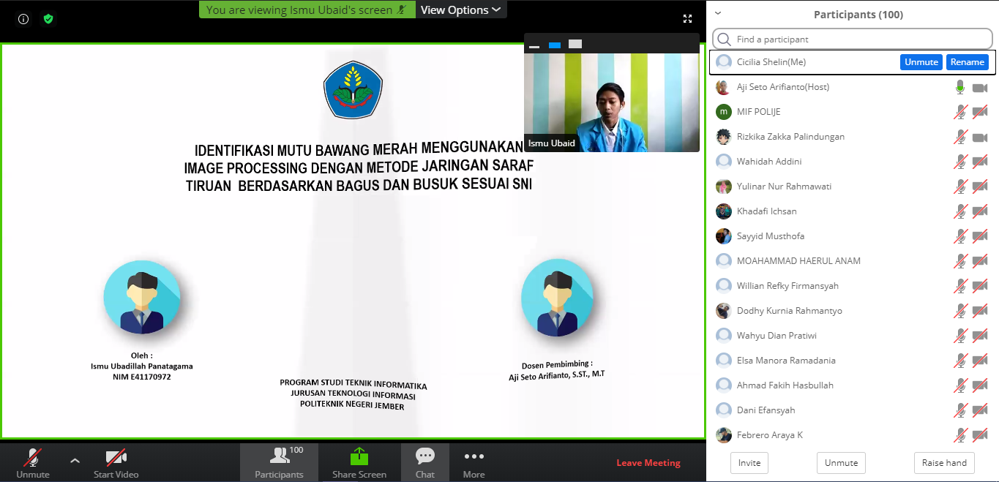 You are viewing Ismu Ubaid's screen
View Options
Ismu Ubaid
IDENTIFIKASI MUTU BAWANG MERAH MENGGUNAKAN
IMAGE PROCESSING DENGAN METODE JARINGAN SARAF
TIRUAN BERDASARKAN BAGUS DAN BUSUK SESUAI SNI
Oleh :
Ismu Ubadillah Panatagama
NIM E41170972
Dosen Pembimbing :
Aji Seto Arifianto, S.ST., M.T
PROGRAM STUDI TEKNIK INFORMATIKA
JURUSAN TEKNOLOGI INFORMASI
POLITEKNIK NEGERI JEMBER
Unmute
Start Video
100
Participants
Share Screen
Chat
More
Leave Meeting
Participants (100)
Find a participant
Cicilia Shelin(Me)
Unmute
Rename
Aji Seto Arifianto(Host)
m
MIF POLIJE
Rizkika Zakka Palindungan
Wahidah Addini
Yulinar Nur Rahmawati
Khadafi Ichsan
Sayyid Musthofa
MOAHAMMAD HAERUL ANAM
Willian Refky Firmansyah
Dodhy Kurnia Rahmantyo
Wahyu Dian Pratiwi
Elsa Manora Ramadania
Ahmad Fakih Hasbullah
Dani Efansyah
Febrero Araya K
Invite
Unmute
Raise hand